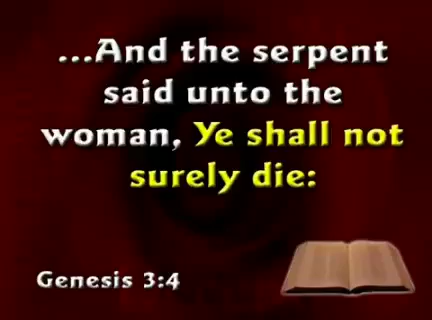 ...And the serpent
said unto the
woman, Ye shall not
surely die:
Genesis 3:4